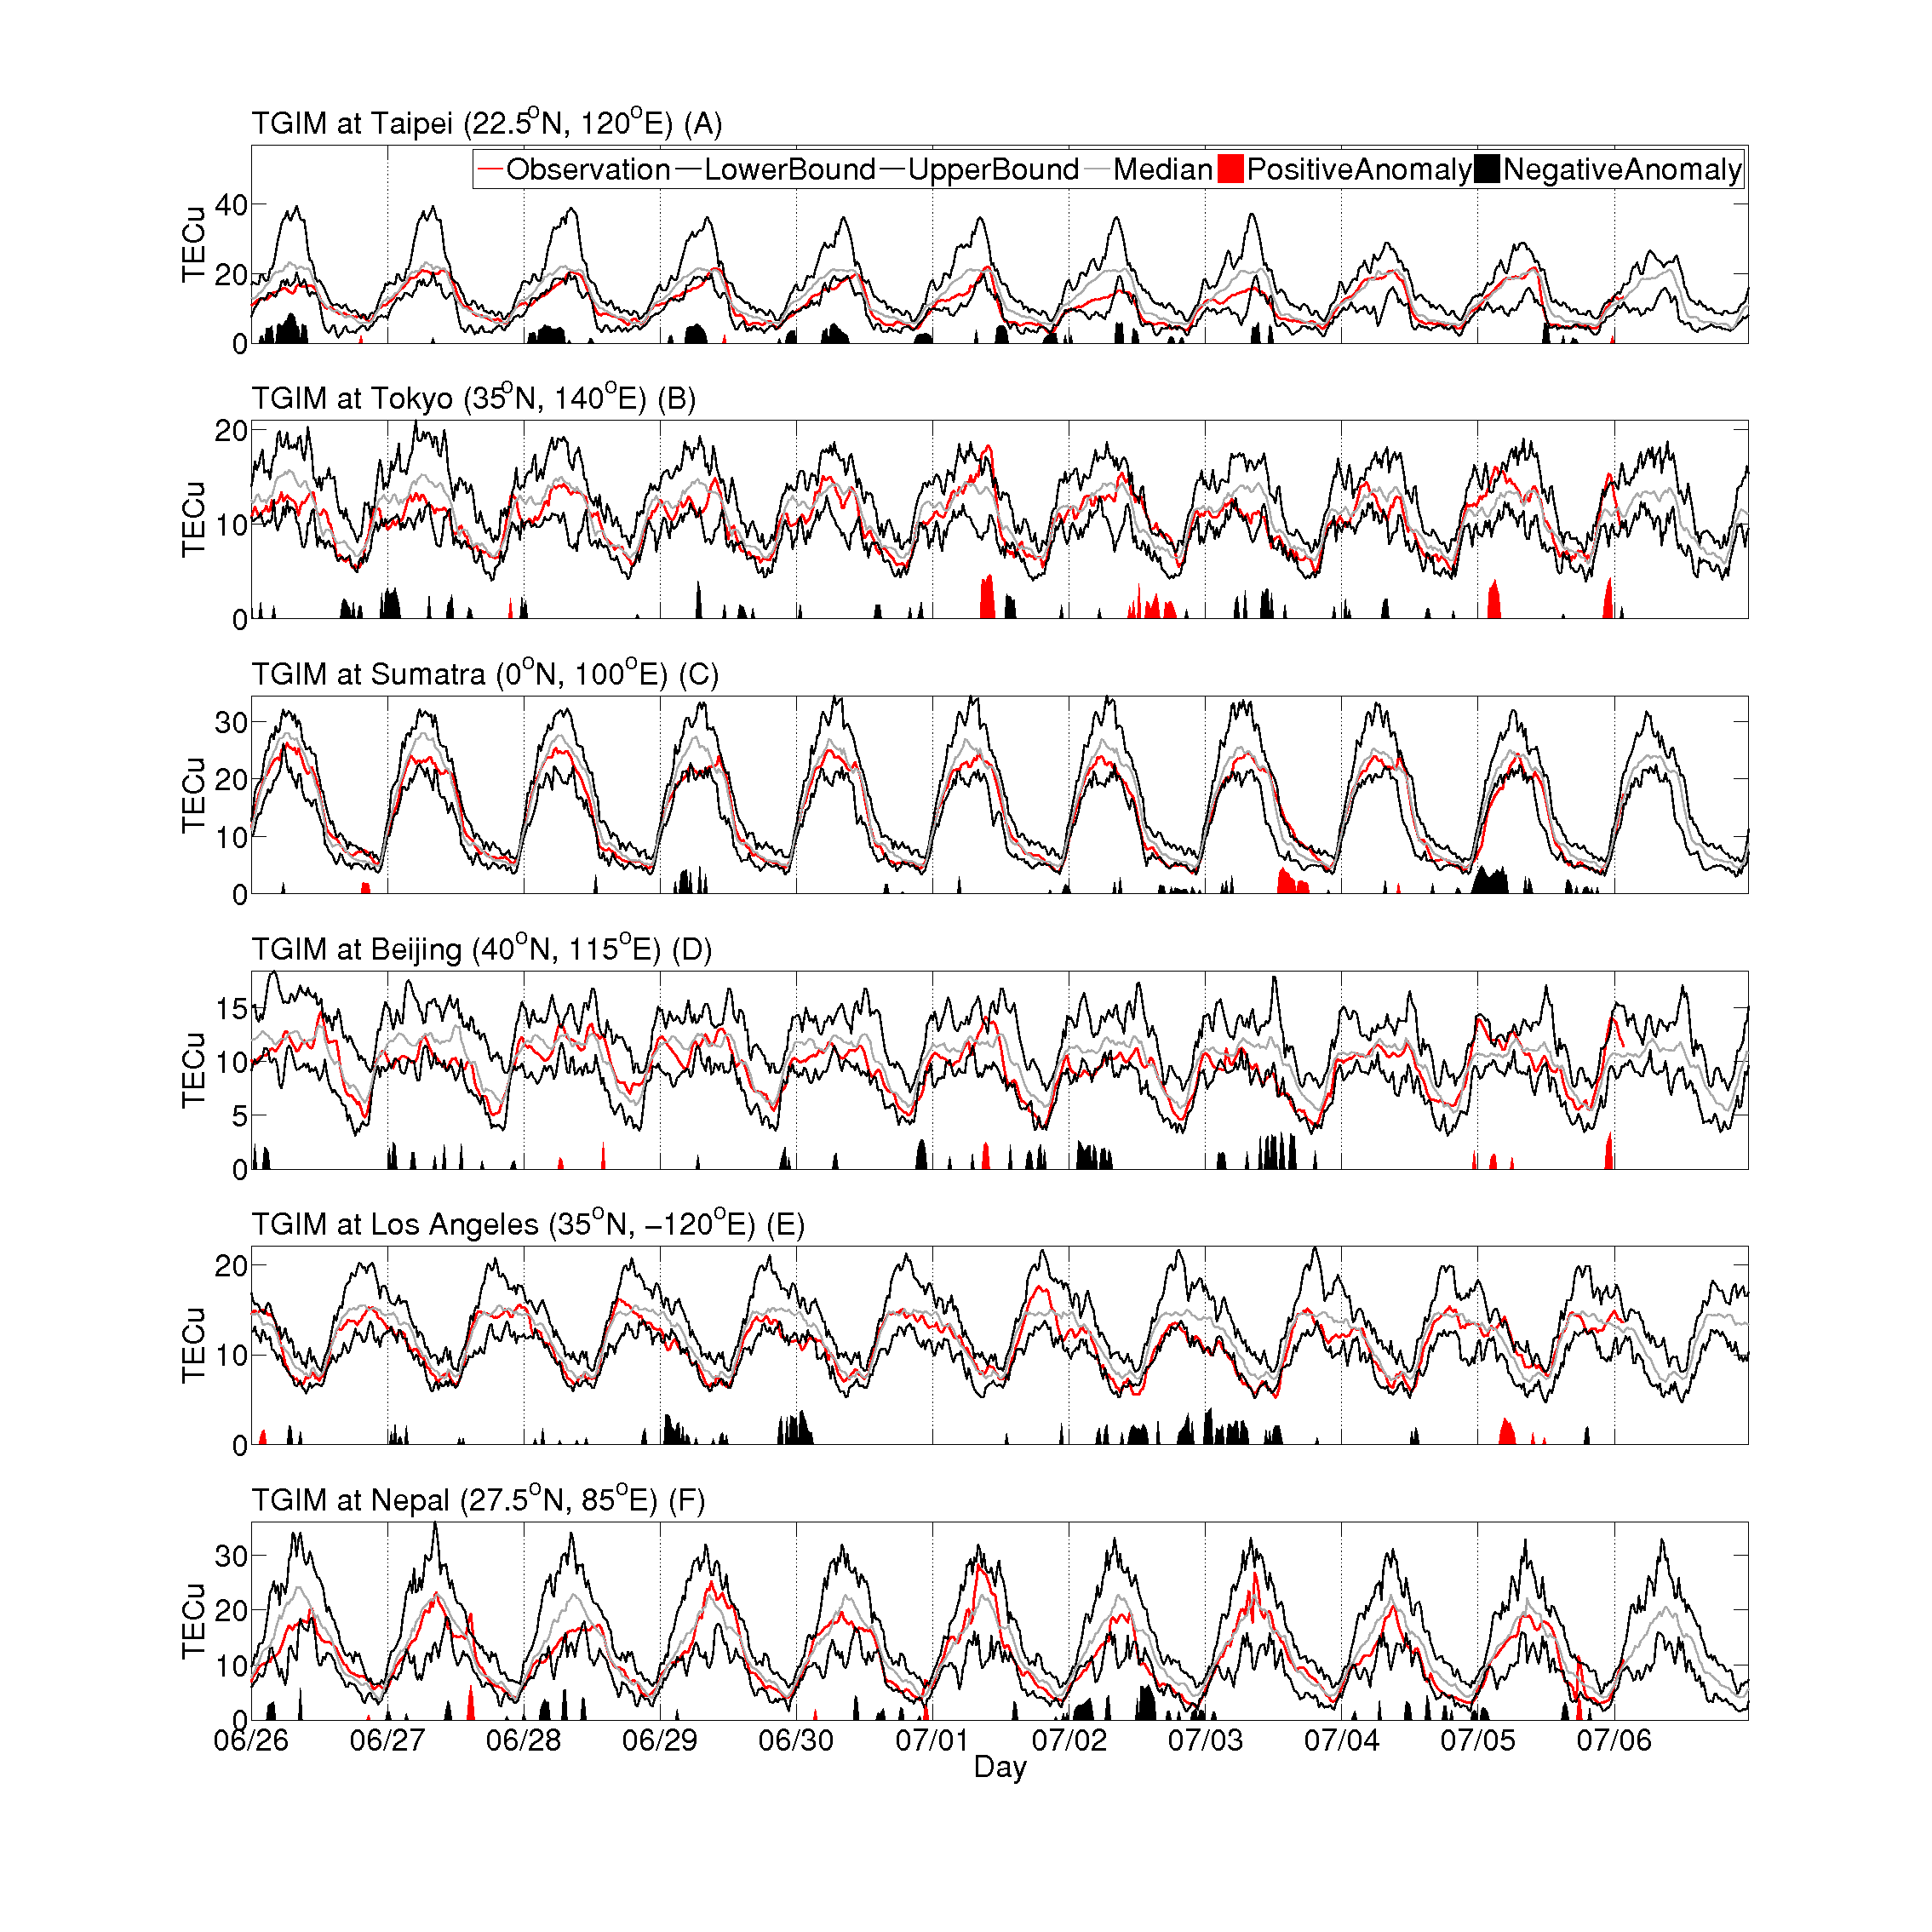 TGIM at Taipei (22.5°N, 120°E) (A)
Observation LowerBound UpperBound Median PositiveAnomaly NegativeAnomaly
40
20
0
TECu
TGIM at Tokyo (35°N, 140°E) (B)
20
10
0
TECu
TGIM at Sumatra (0°N, 100°E) (C)
30
20
10
0
TECu
TGIM at Beijing (40°N, 115°E) (D)
15
10
5
0
TECu
TGIM at Los Angeles (35°N, −120°E) (E)
20
10
0
TECu
TGIM at Nepal (27.5°N, 85°E) (F)
30
20
10
0
TECu
06/26 06/27 06/28 06/29 06/30 07/01 07/02 07/03 07/04 07/05 07/06
Day